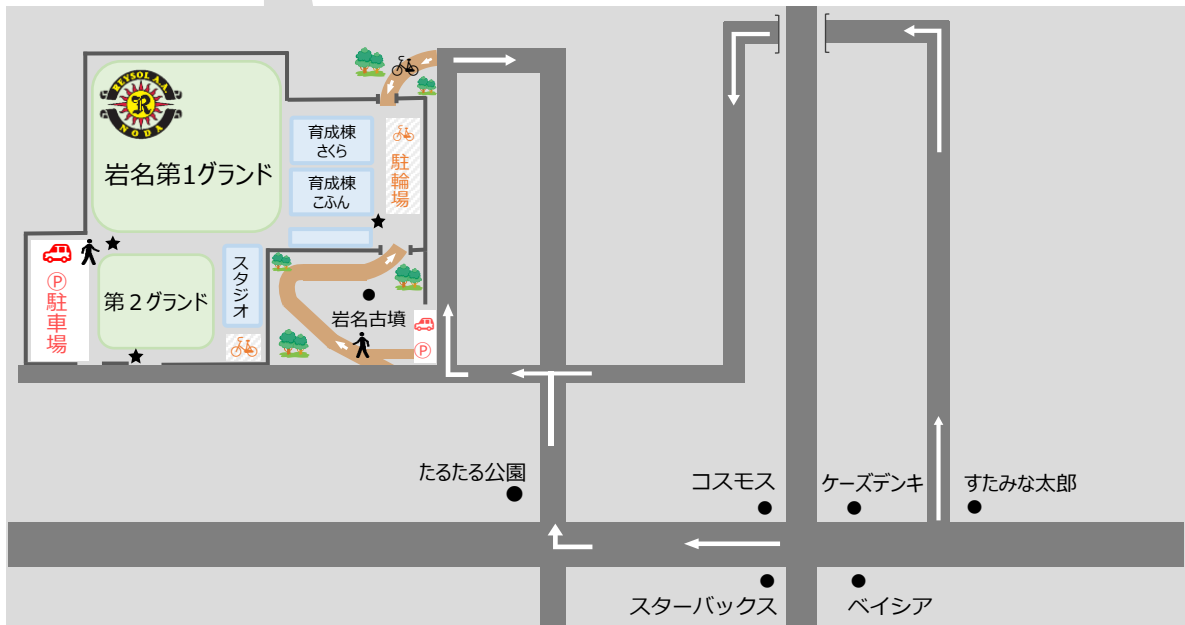 REYSOL A.A
R
NODA
岩名第1グランド
育成棟
さくら
育成棟
こふん
駐輪場
Ⓟ
駐車場
第２グランド
スタジオ
岩名古墳
Ⓟ
たるたる公園
コスモス
ケーズデンキ
すたみな太郎
スターバックス
ベイシア